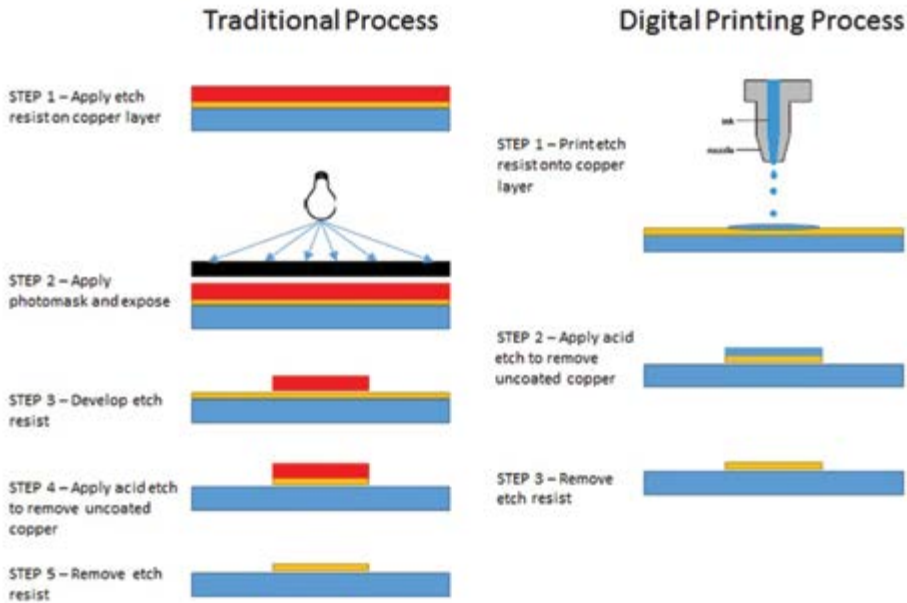 Traditional Process
STEP 1 – Apply etch
resist on copper layer
STEP 2 – Apply
photomask and expose
STEP 3 – Develop etch
resist
STEP 4 – Apply acid etch
to remove uncoated
copper
STEP 5 – Remove etch
resist
Digital Printing Process
ink
nozzle
STEP 1 – Print etch
resist onto copper
layer
STEP 2 – Apply acid
etch to remove
uncoated copper
STEP 3 – Remove
etch resist